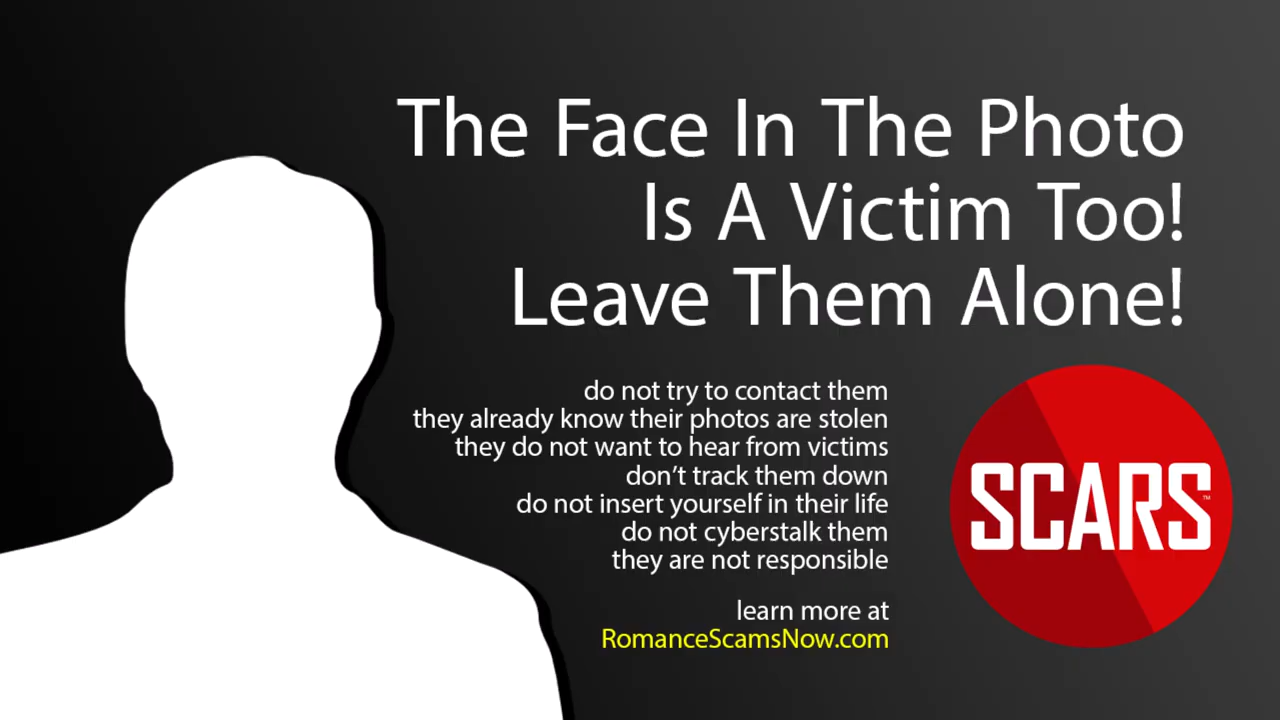 The Face In The Photo
Is A Victim Too!
Leave Them Alone!
do not try to contact them
they already know their photos are stolen
they do not want to hear from victims
don’t track them down
do not insert yourself in their life
do not cyberstalk them
they are not responsible
learn more at
RomanceScamsNow.com
SCARS™